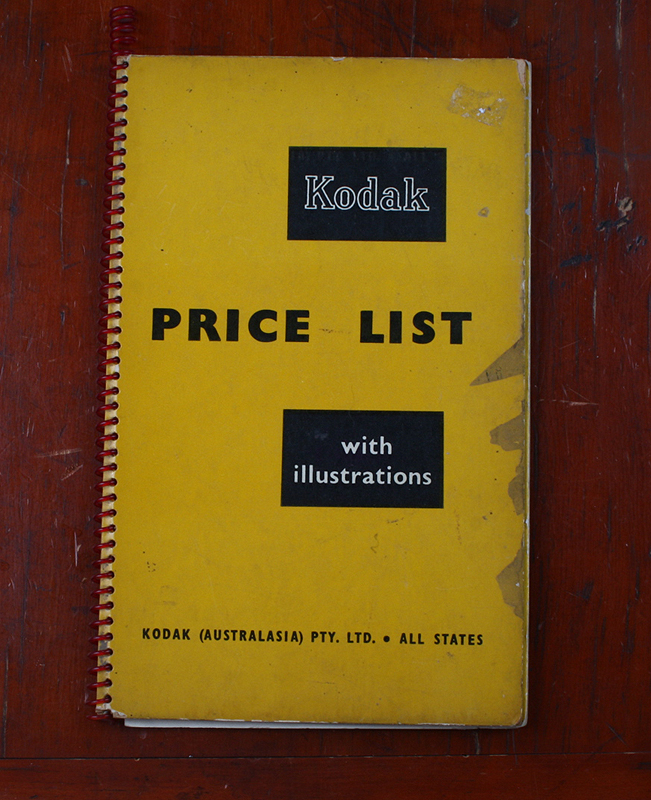 Kodak
PRICE LIST
with
illustrations
KODAK (AUSTRALASIA) PTY. LTD. • ALL STATES